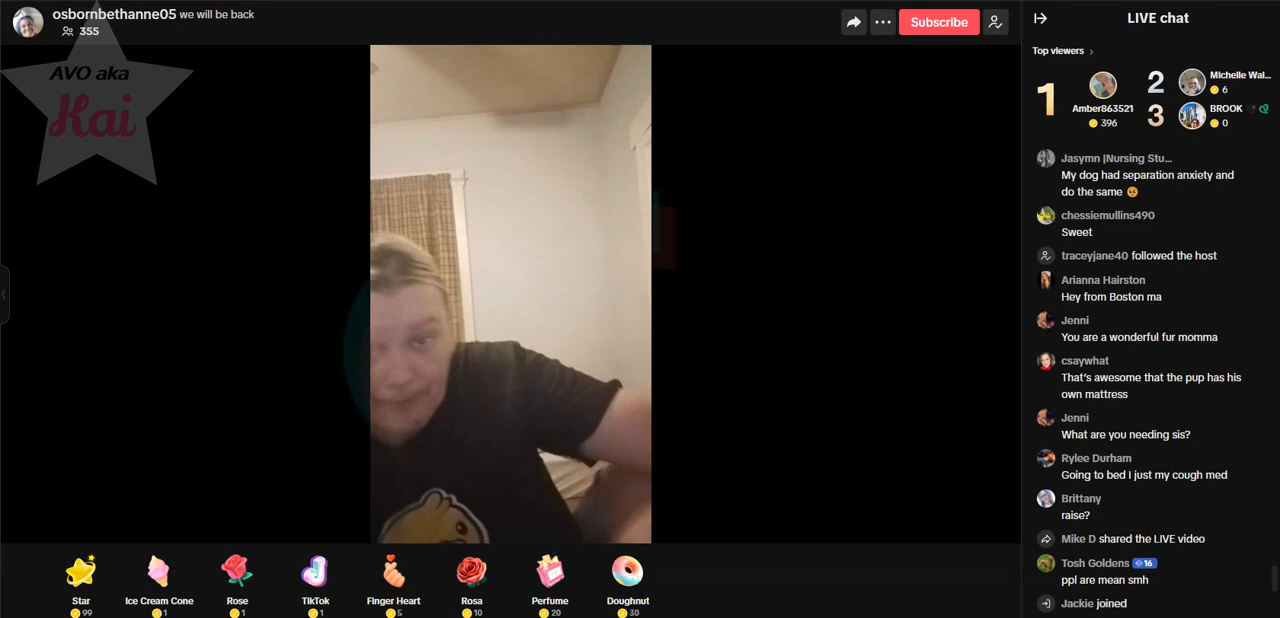 osbornbethanne05 we will be back
355
Subscribe
AVO aka
Kai
LIVE chat
Top viewers
1
Amber863521
396
2
Michelle Wal...
6
3
BROOK
0
Jasymn |Nursing Stu...
My dog had separation anxiety and
do the same
chessiemullins490
Sweet
traceyjane40 followed the host
Arianna Hairston
Hey from Boston ma
Jenni
You are a wonderful fur momma
csaywhat
That's awesome that the pup has his
own mattress
Jenni
What are you needing sis?
Rylee Durham
Going to bed I just my cough med
Brittany
raise?
Mike D shared the LIVE video
Tosh Goldens 16
ppl are mean smh
Jackie joined
Star
99
Ice Cream Cone
1
Rose
1
TikTok
1
Finger Heart
5
Rosa
10
Perfume
20
Doughnut
30